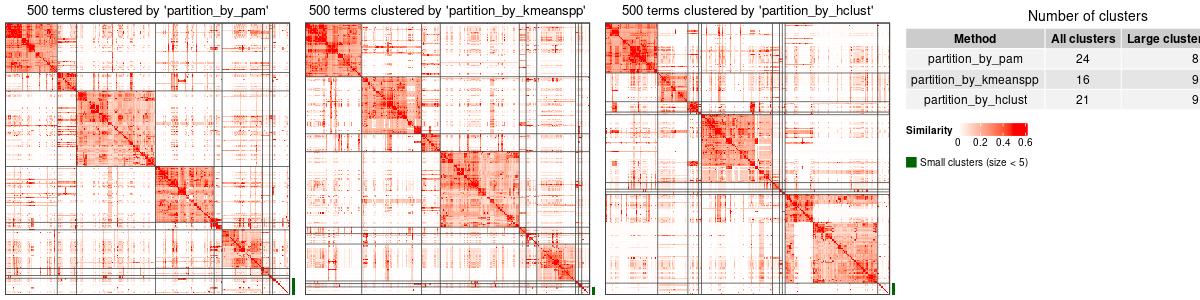 500 terms clustered by 'partition_by_pam'
500 terms clustered by 'partition_by_kmeanspp'
500 terms clustered by 'partition_by_hclust'
Number of clusters
Method All clusters Large cluster
partition_by_pam 24 8
partition_by_kmeanspp 16 9
partition_by_hclust 21 9
Similarity
0 0.2 0.4 0.6
Small clusters (size < 5)